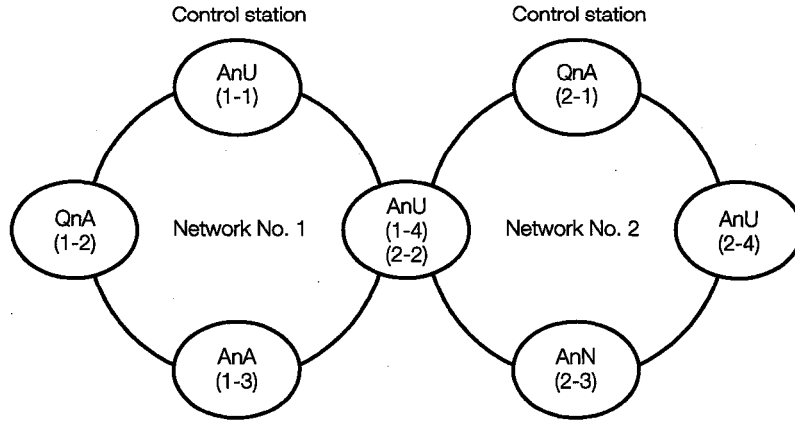 Control station
Control station
AnU
(1-1)
QnA
(2-1)
QnA
(1-2)
Network No. 1
AnU
(1-4)
(2-2)
Network No. 2
AnU
(2-4)
AnA
(1-3)
AnN
(2-3)